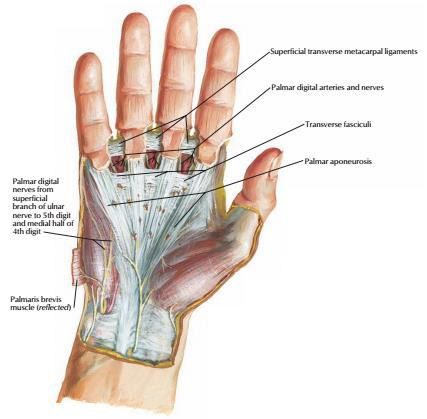 Superficial transverse metacarpal ligaments
Palmar digital arteries and nerves
Transverse fasciculi
Palmar aponeurosis
Palmar digital
nerves from
superficial
branch of ulnar
nerve to 5th digit
and medial half of
4th digit
Palmaris brevis
muscle (reflected)